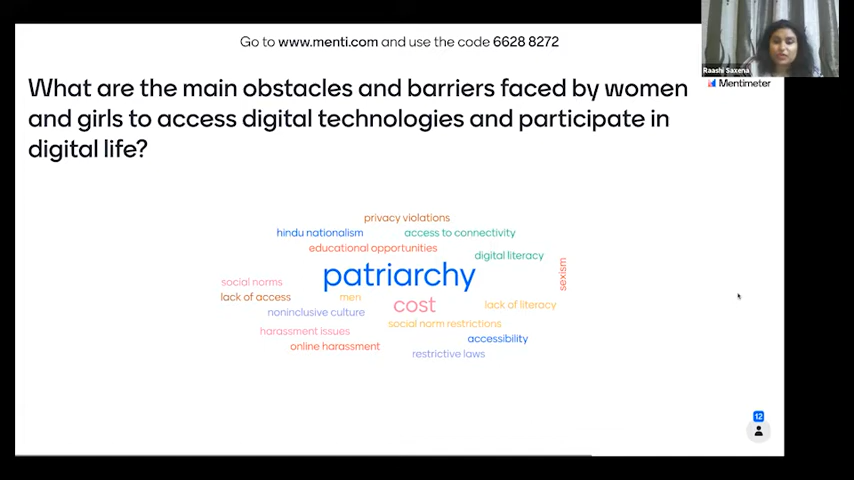 Go to www.menti.com and use the code 6628 8272
Raashi Saxena
Mentimeter
What are the main obstacles and barriers faced by women
and girls to access digital technologies and participate in
digital life?
privacy violations
hindu nationalism
access to connectivity
educational opportunities
digital literacy
sexism
patriarchy
social norms
lack of access
men
cost
lack of literacy
noninclusive culture
social norm restrictions
harassment issues
accessibility
online harassment
restrictive laws
12